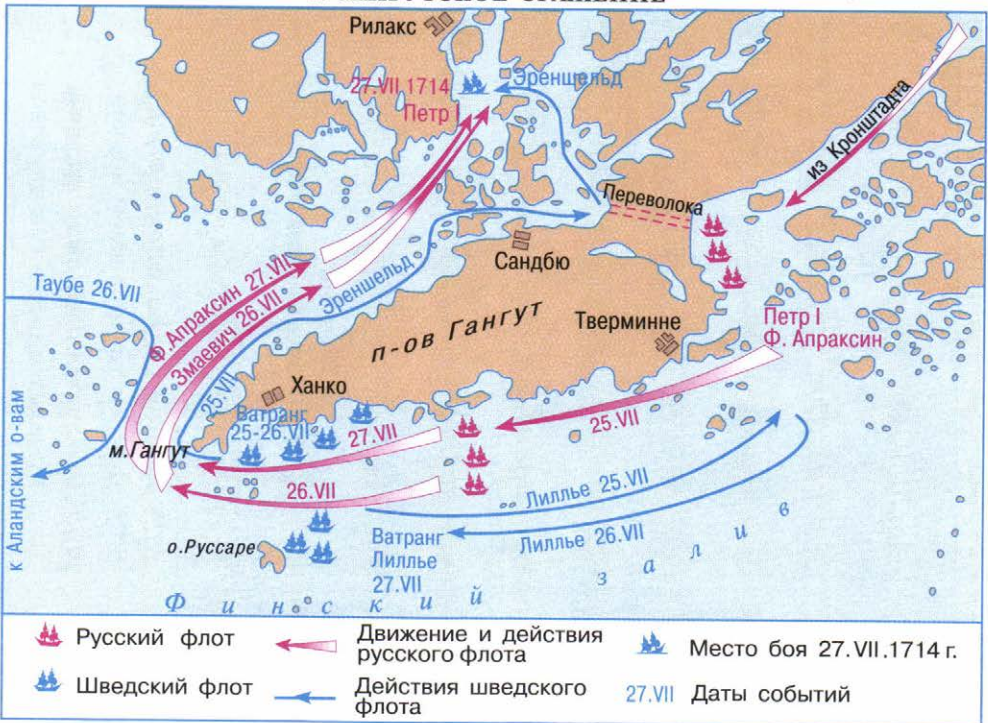 Рилакс
27.VII 1714
Петр I
Эреншельд
из Кронштадта
Переволока
Сандбю
Таубе 26.VII
Ф. Апраксин 27.VII
Змаевич 26.VII
Эреншельд
25.VII
п-ов Гангут
Тверминне
Петр I
Ф. Апраксин
Ханко
Ватранг
25-26.VII
27.VII
25.VII
м.Гангут
26.VII
Лиллье 25.VII
Лиллье 26.VII
о.Руссаре
Ватранг
Лиллье
27.VII
к Аландским о-вам
Финский залив
Русский флот
Движение и действия
русского флота
Место боя 27.VII.1714 г.
Шведский флот
Действия шведского
флота
27.VII Даты событий